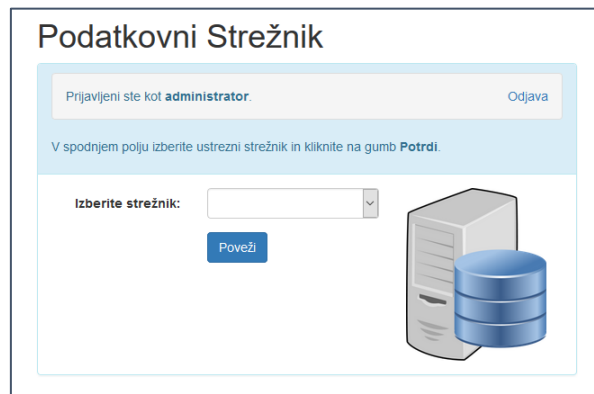 Podatkovni Strežnik
Prijavljeni ste kot administrator. Odjava
V spodnjem polju izberite ustrezni strežnik in kliknite na gumb Potrdi.
Izberite strežnik:
Poveži